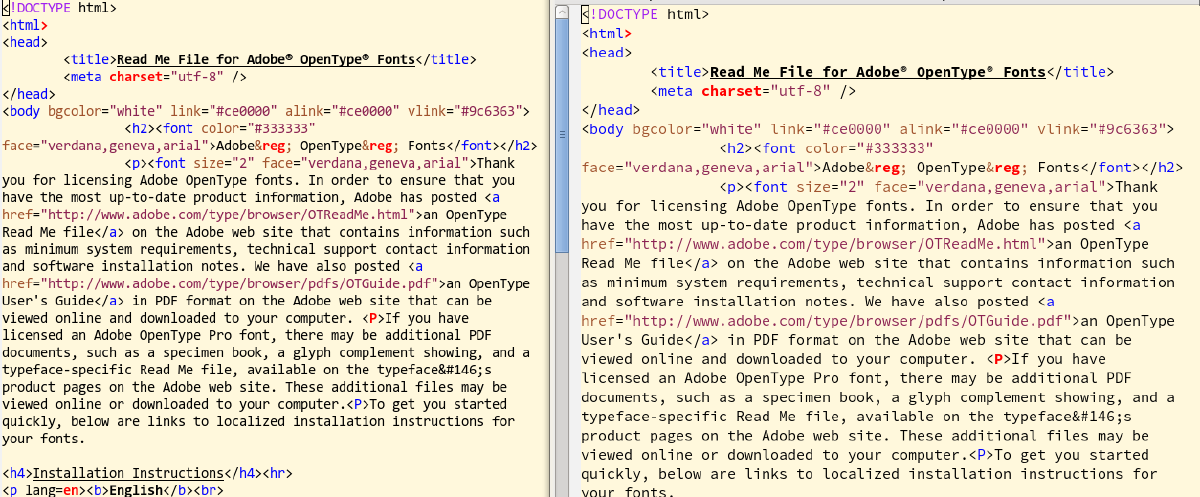 <!DOCTYPE html>
<html>
<head>
<title>Read Me File for Adobe® OpenType® Fonts</title>
<meta charset="utf-8" />
</head>
<body bgcolor="white" link="#ce0000" alink="#ce0000" vlink="#9c6363">
<h2><font color="#333333"
face="verdana,geneva,arial">Adobe&reg; OpenType&reg; Fonts</font></h2>
<p><font size="2" face="verdana,geneva,arial">Thank
you for licensing Adobe OpenType fonts. In order to ensure that you
have the most up-to-date product information, Adobe has posted <a
href="http://www.adobe.com/type/browser/OTReadMe.html">an OpenType
Read Me file</a> on the Adobe web site that contains information such
as minimum system requirements, technical support contact information
and software installation notes. We have also posted <a
href="http://www.adobe.com/type/browser/pdfs/OTGuide.pdf">an OpenType
User's Guide</a> in PDF format on the Adobe web site that can be
viewed online and downloaded to your computer. <P>If you have
licensed an Adobe OpenType Pro font, there may be additional PDF
documents, such as a specimen book, a glyph complement showing, and a
typeface-specific Read Me file, available on the typeface&#146;s
product pages on the Adobe web site. These additional files may be
viewed online or downloaded to your computer.<P>To get you started
quickly, below are links to localized installation instructions for
your fonts.
<h4>Installation Instructions</h4><hr>
<p lang=en><b>English</b><br>
<!DOCTYPE html>
<html>
<head>
<title>Read Me File for Adobe® OpenType® Fonts</title>
<meta charset="utf-8" />
</head>
<body bgcolor="white" link="#ce0000" alink="#ce0000" vlink="#9c6363">
<h2><font color="#333333"
face="verdana,geneva,arial">Adobe&reg; OpenType&reg; Fonts</font></h2>
<p><font size="2" face="verdana,geneva,arial">Thank
you for licensing Adobe OpenType fonts. In order to ensure that you
have the most up-to-date product information, Adobe has posted <a
href="http://www.adobe.com/type/browser/OTReadMe.html">an OpenType
Read Me file</a> on the Adobe web site that contains information such
as minimum system requirements, technical support contact information
and software installation notes. We have also posted <a
href="http://www.adobe.com/type/browser/pdfs/OTGuide.pdf">an OpenType
User's Guide</a> in PDF format on the Adobe web site that can be
viewed online and downloaded to your computer. <P>If you have
licensed an Adobe OpenType Pro font, there may be additional PDF
documents, such as a specimen book, a glyph complement showing, and a
typeface-specific Read Me file, available on the typeface&#146;s
product pages on the Adobe web site. These additional files may be
viewed online or downloaded to your computer.<P>To get you started
quickly, below are links to localized installation instructions for
your fonts.